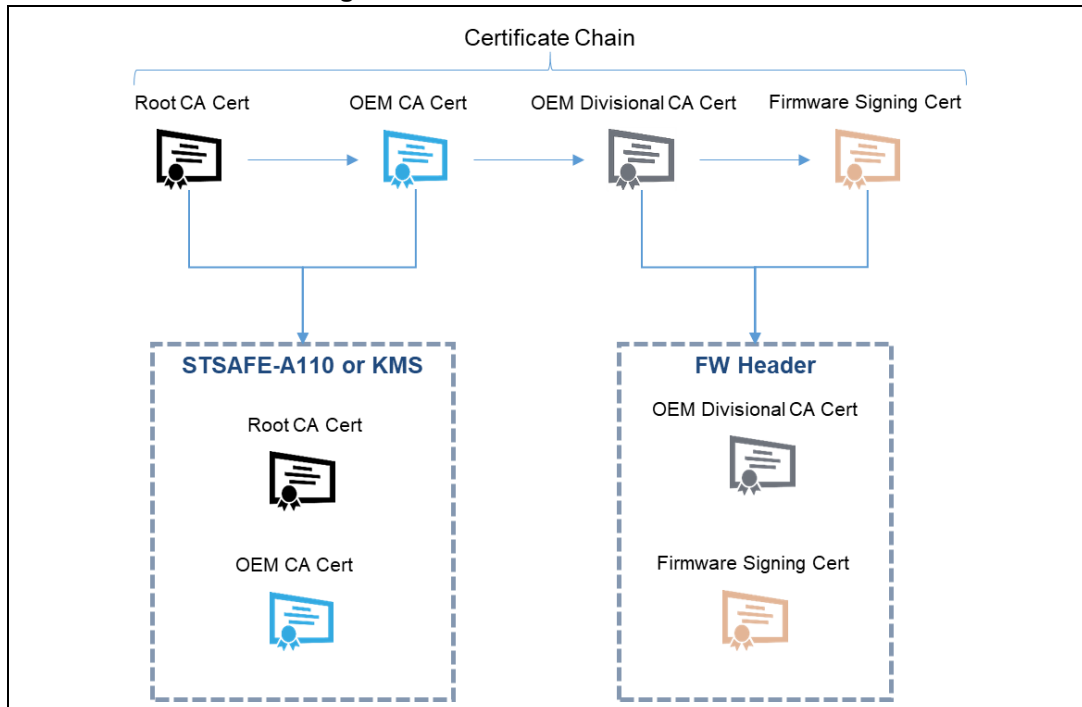 Certificate Chain
Root CA Cert
OEM CA Cert
OEM Divisional CA Cert
Firmware Signing Cert
STSAFE-A110 or KMS
Root CA Cert
OEM CA Cert
FW Header
OEM Divisional CA Cert
Firmware Signing Cert